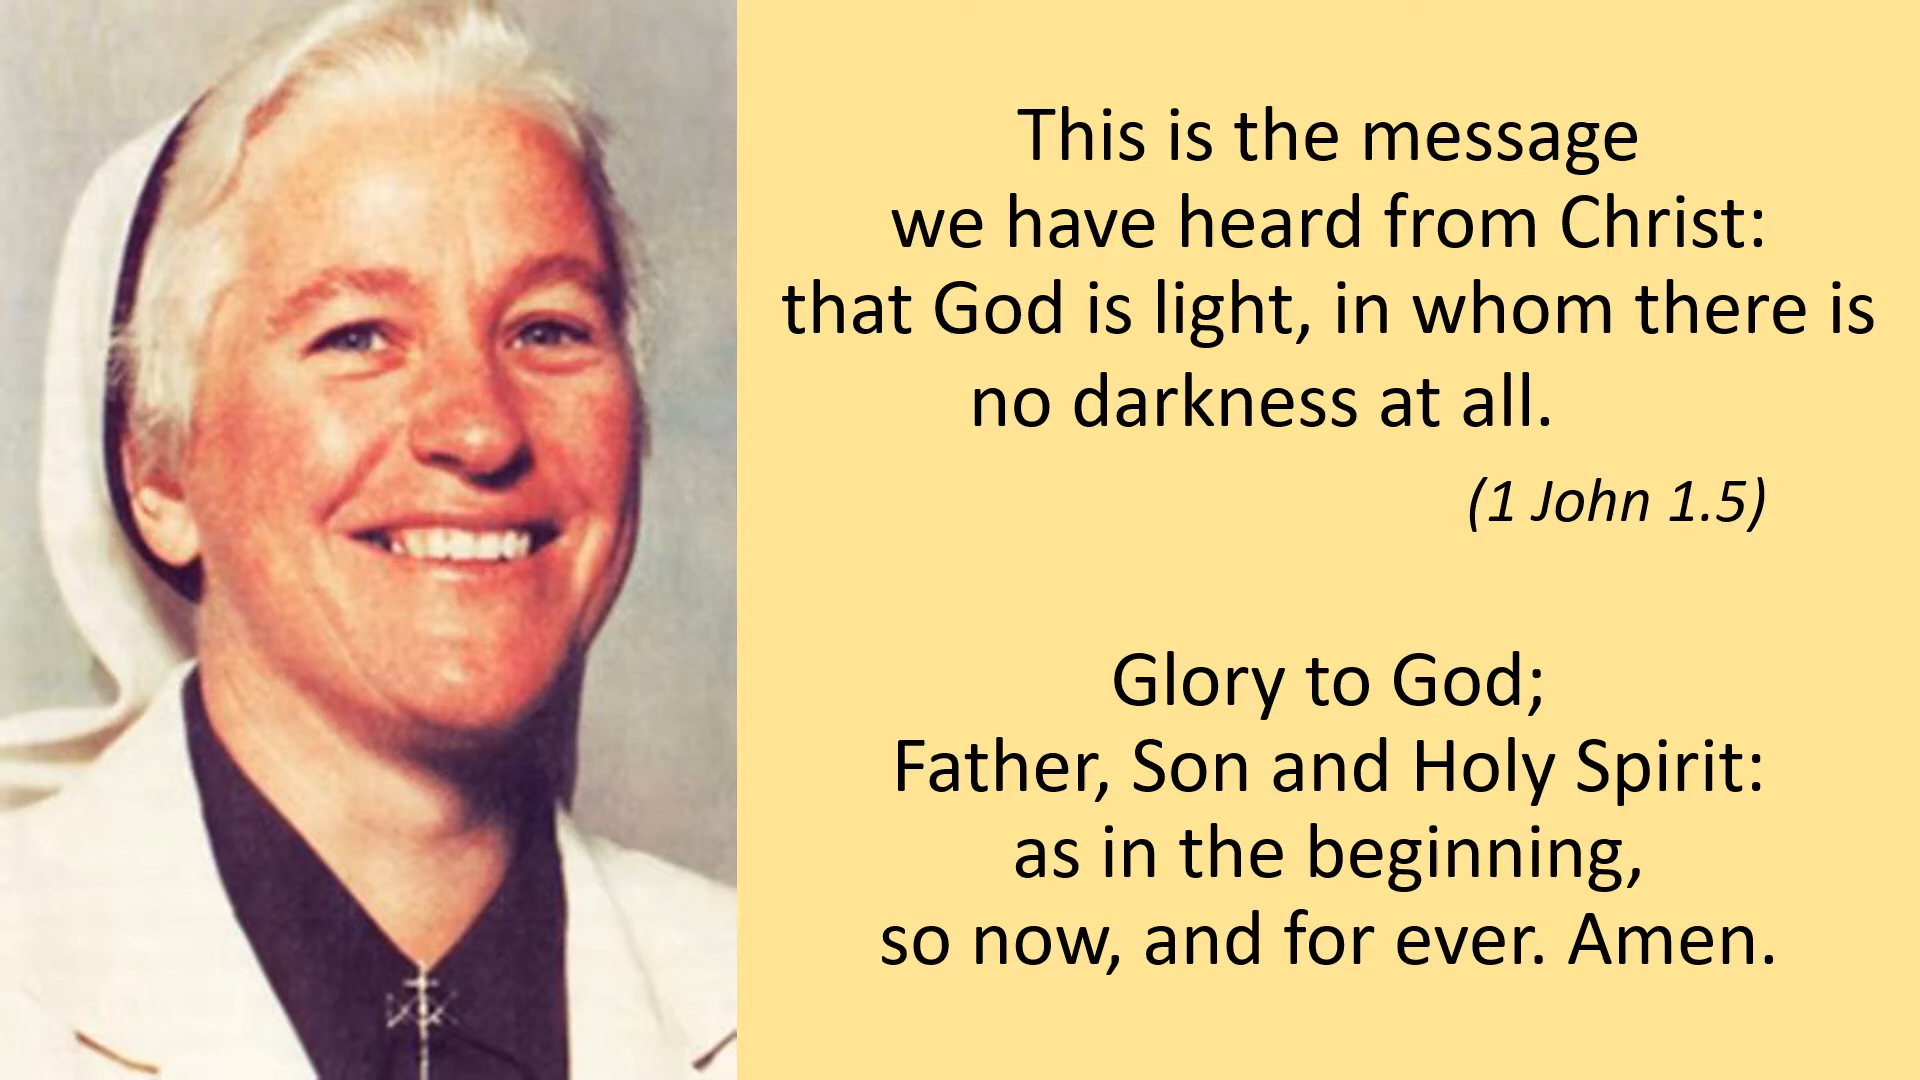 This is the message
we have heard from Christ:
that God is light, in whom there is
no darkness at all.
(1 John 1.5)
Glory to God;
Father, Son and Holy Spirit:
as in the beginning,
so now, and for ever. Amen.